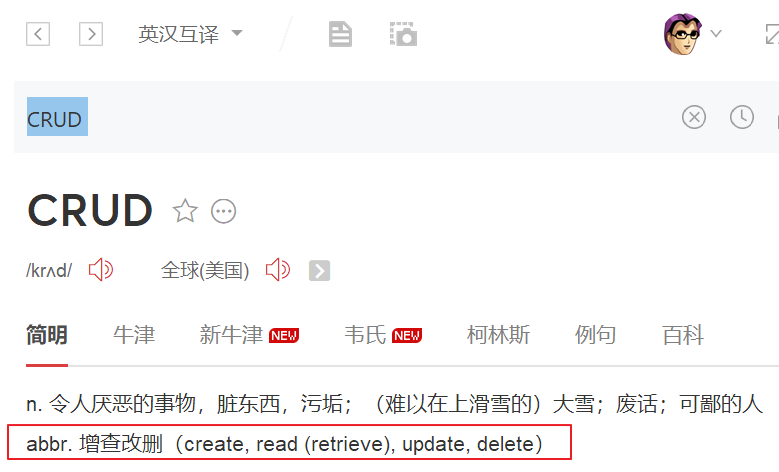 英汉互译
CRUD
CRUD
/krʌd/ 全球(美国)
简明 牛津 新牛津 NEW 韦氏 NEW 柯林斯 例句 百科
n. 令人厌恶的事物，脏东西，污垢；（难以在上滑雪的）大雪；废话；可鄙的人
abbr. 增查改删（create, read (retrieve), update, delete）